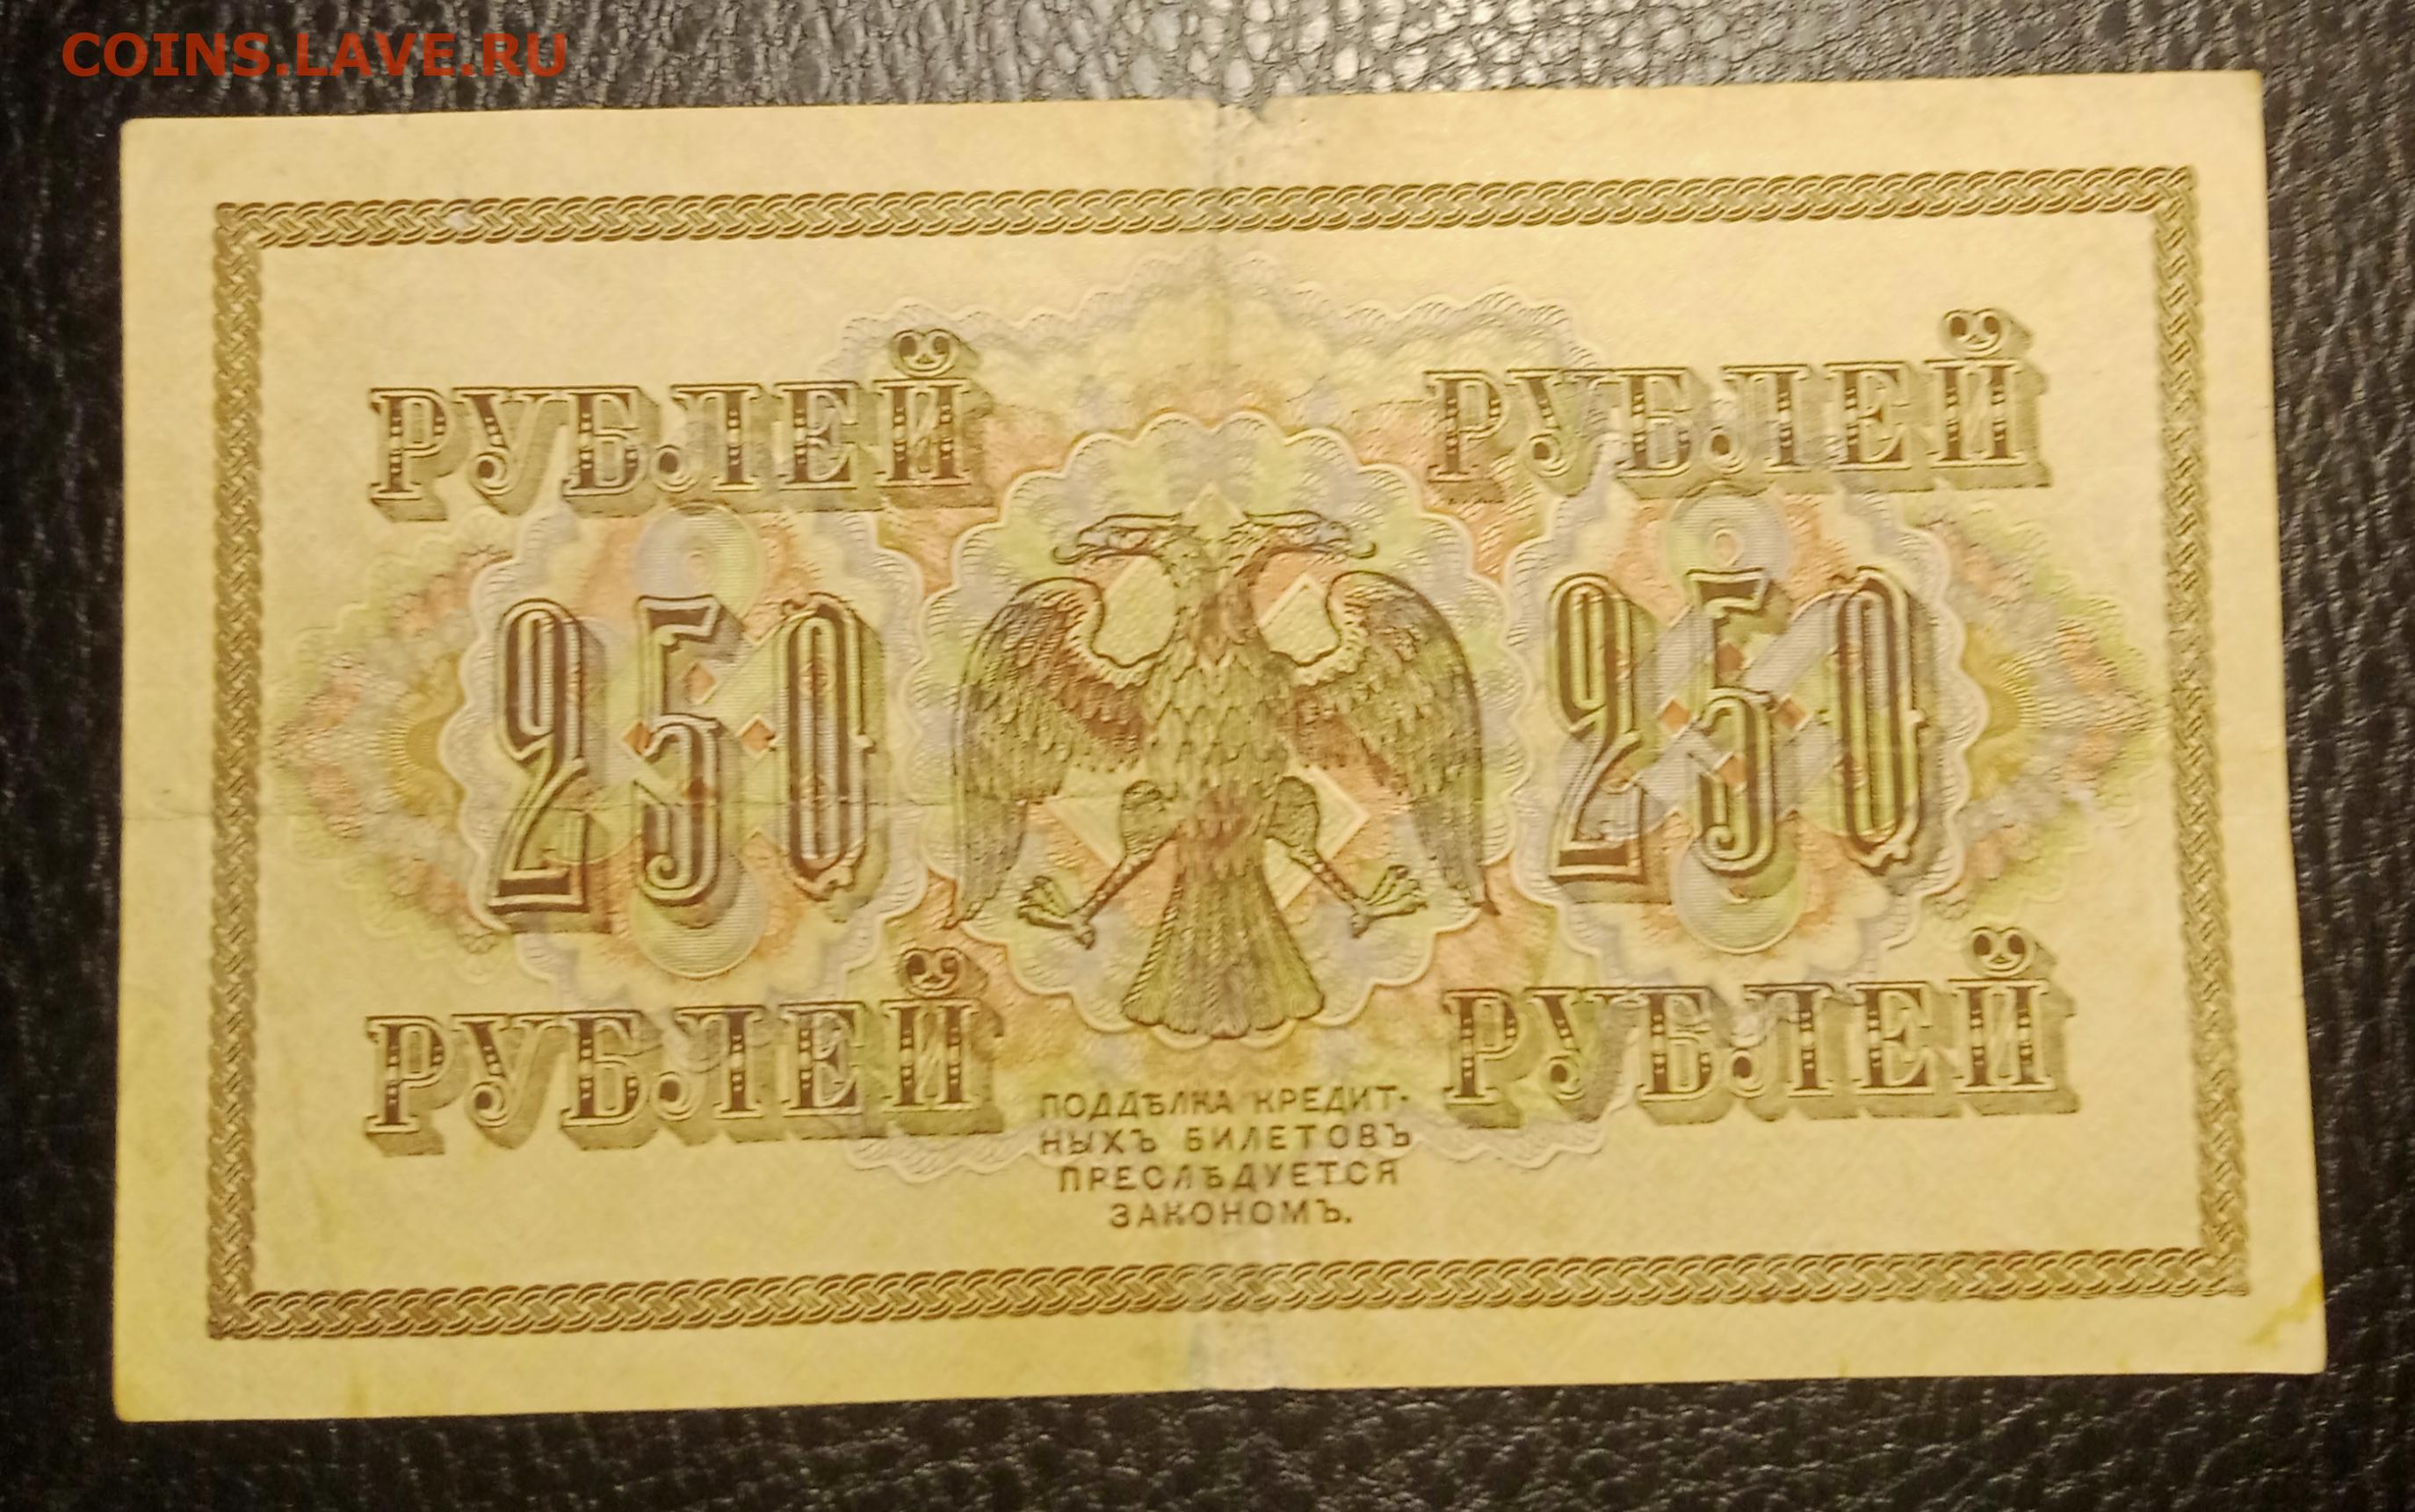 COINS.LAVE.RU
РУБЛЕЙ РУБЛЕЙ
250 250
РУБЛЕЙ РУБЛЕЙ
ПОДДѢЛКА КРЕДИТ-
НЫХЪ БИЛЕТОВЪ
ПРЕСЛѢДУЕТСЯ
ЗАКОНОМЪ.